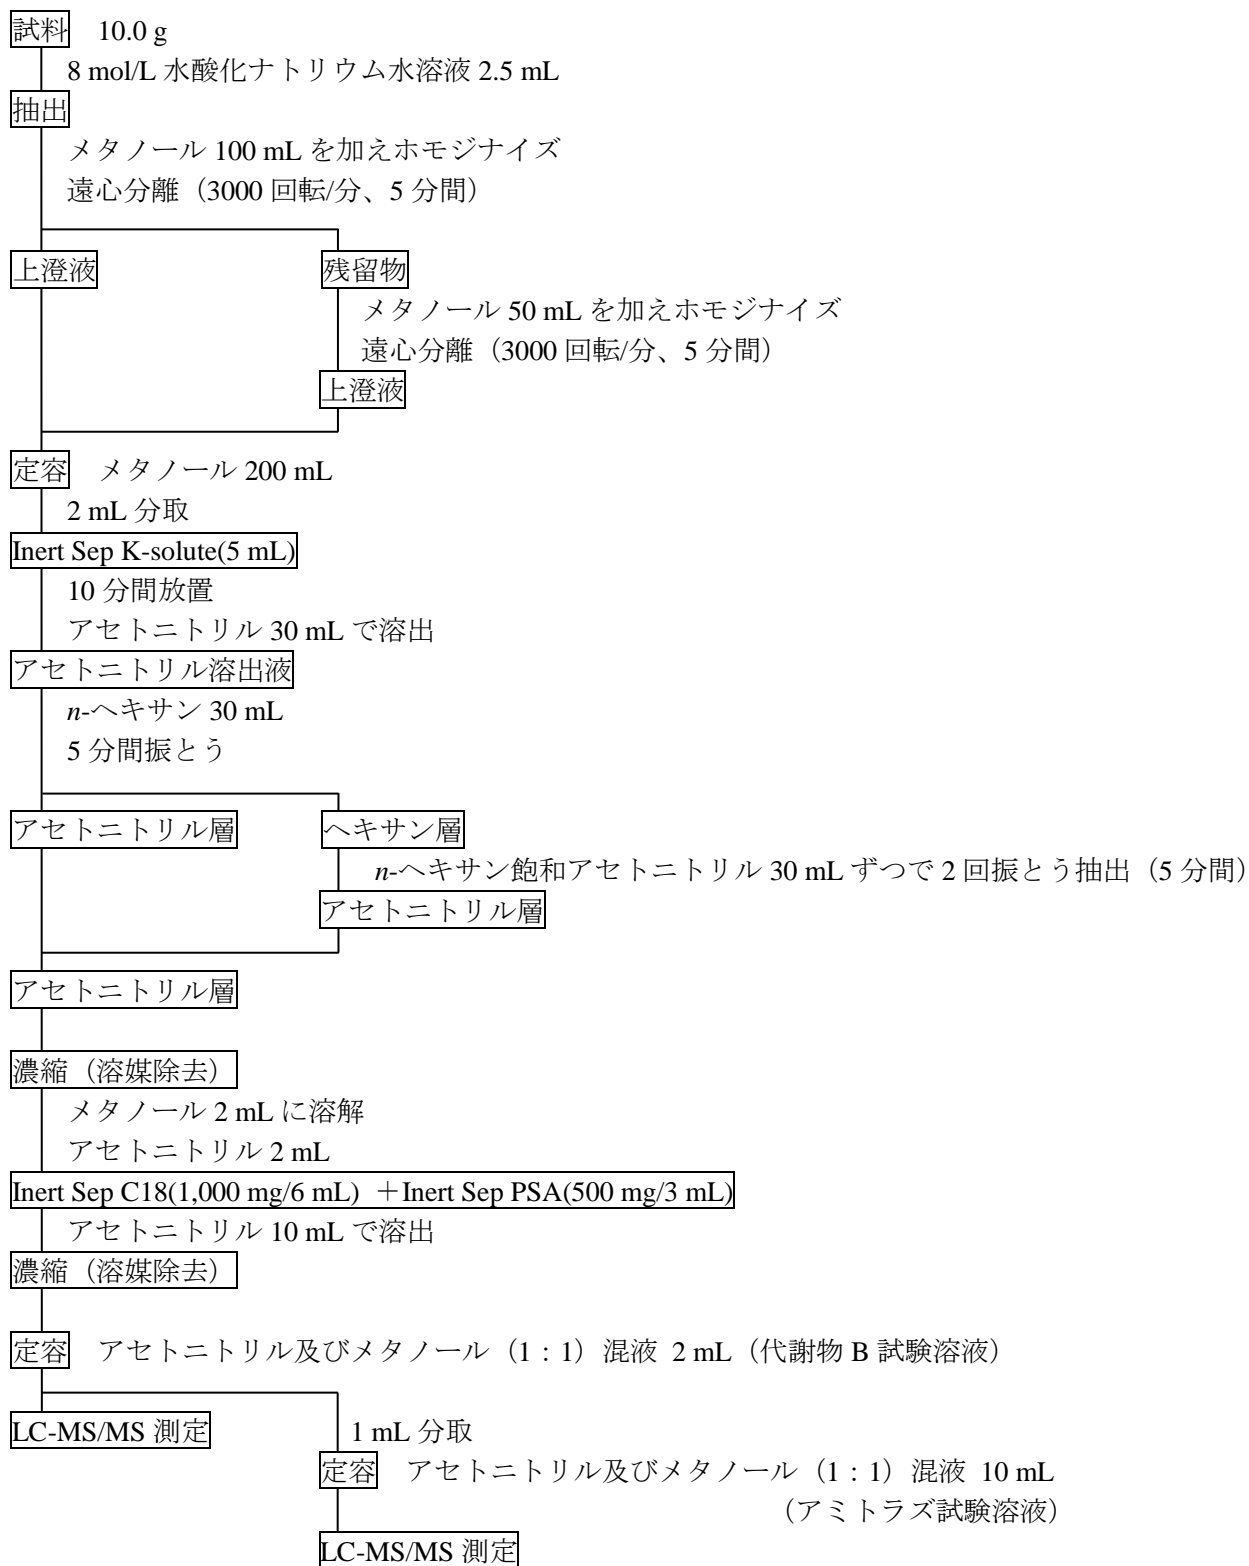 試料 10.0 g
8 mol/L 水酸化ナトリウム水溶液 2.5 mL
抽出
メタノール 100 mL を加えホモジナイズ
遠心分離（3000 回転/分、5 分間）
上澄液 残留物
メタノール 50 mL を加えホモジナイズ
遠心分離（3000 回転/分、5 分間）
上澄液
定容 メタノール 200 mL
2 mL 分取
Inert Sep K-solute(5 mL)
10 分間放置
アセトニトリル 30 mL で溶出
アセトニトリル溶出液
n-ヘキサン 30 mL
5 分間振とう
アセトニトリル層 ヘキサン層
n-ヘキサン飽和アセトニトリル 30 mL ずつで 2 回振とう抽出（5 分間）
アセトニトリル層
アセトニトリル層
濃縮（溶媒除去）
メタノール 2 mL に溶解
アセトニトリル 2 mL
Inert Sep C18(1,000 mg/6 mL) ＋Inert Sep PSA(500 mg/3 mL)
アセトニトリル 10 mL で溶出
濃縮（溶媒除去）
定容 アセトニトリル及びメタノール（1：1）混液 2 mL（代謝物 B 試験溶液）
LC-MS/MS 測定 1 mL 分取
定容 アセトニトリル及びメタノール（1：1）混液 10 mL
（アミトラズ試験溶液）
LC-MS/MS 測定